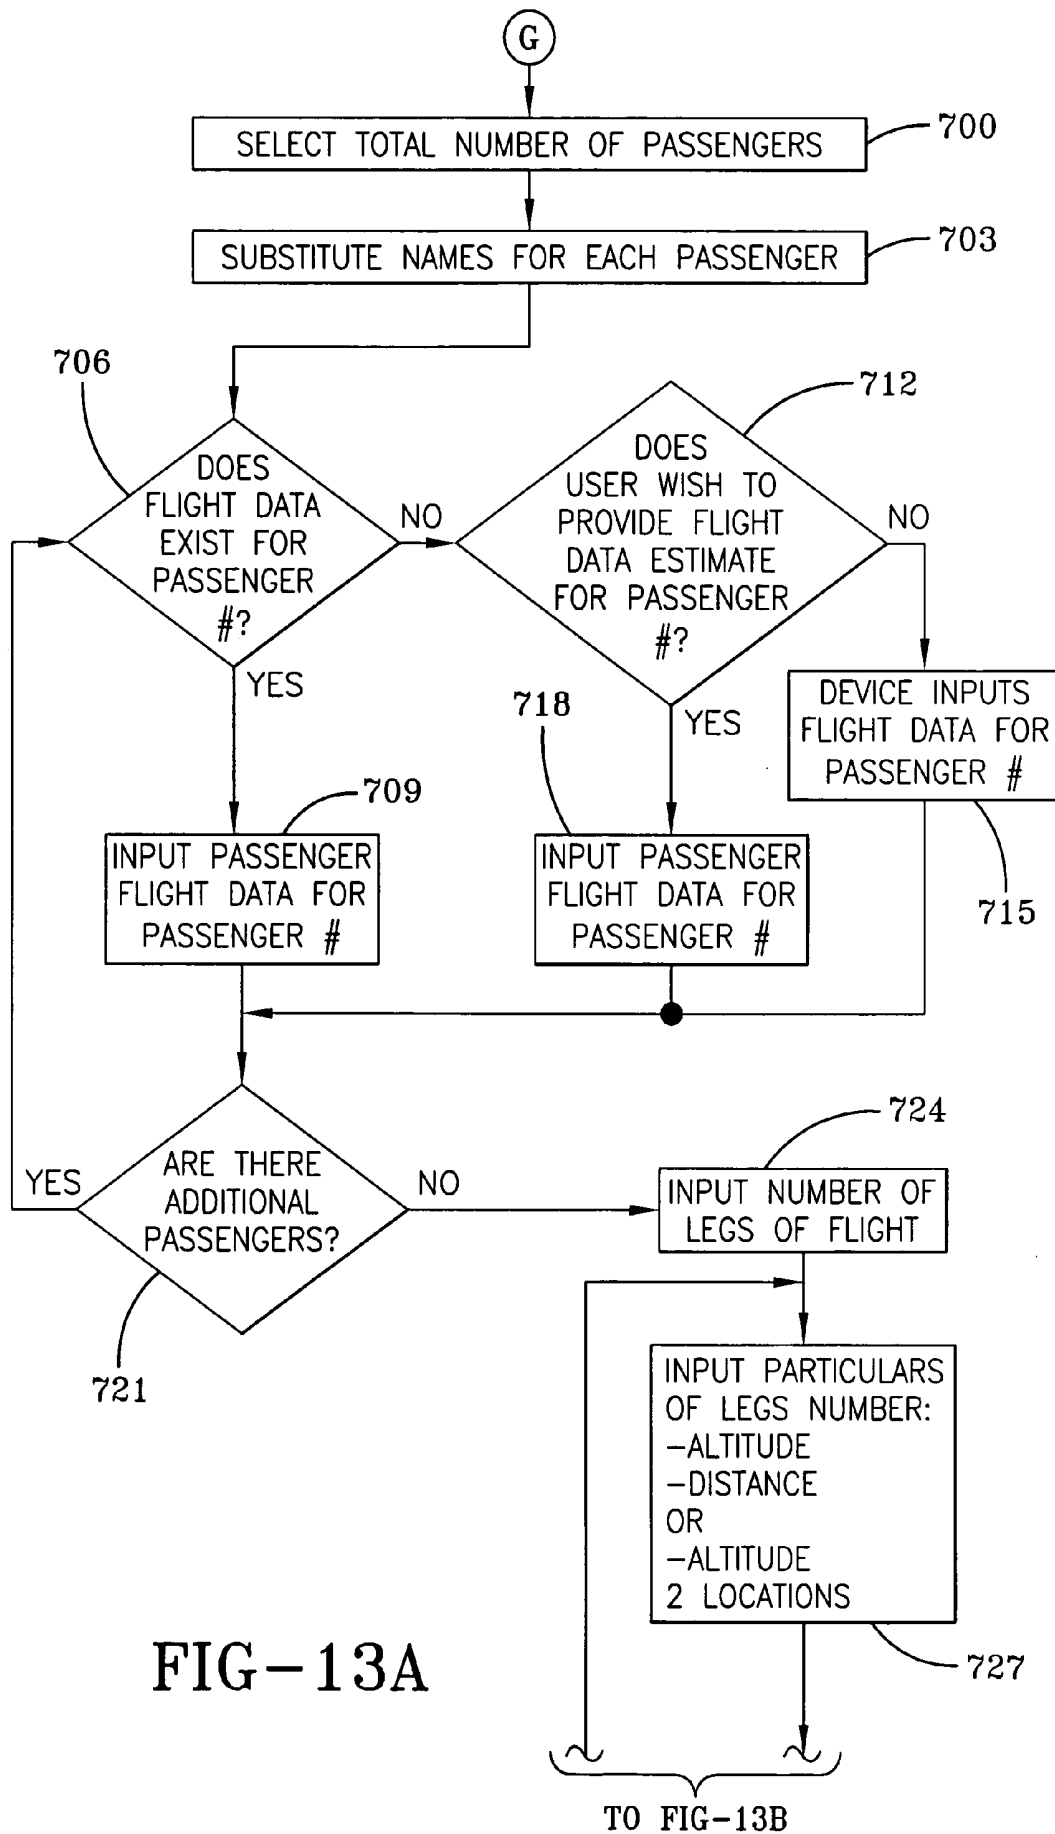 G
SELECT TOTAL NUMBER OF PASSENGERS
700
SUBSTITUTE NAMES FOR EACH PASSENGER
703
706
DOES
FLIGHT DATA
EXIST FOR
PASSENGER
#?
NO
YES
712
DOES
USER WISH TO
PROVIDE FLIGHT
DATA ESTIMATE
FOR PASSENGER
#?
NO
YES
DEVICE INPUTS
FLIGHT DATA FOR
PASSENGER #
715
709
INPUT PASSENGER
FLIGHT DATA FOR
PASSENGER #
718
INPUT PASSENGER
FLIGHT DATA FOR
PASSENGER #
YES
ARE THERE
ADDITIONAL
PASSENGERS?
NO
721
724
INPUT NUMBER OF
LEGS OF FLIGHT
INPUT PARTICULARS
OF LEGS NUMBER:
-ALTITUDE
-DISTANCE
OR
-ALTITUDE
2 LOCATIONS
727
FIG-13A
TO FIG-13B